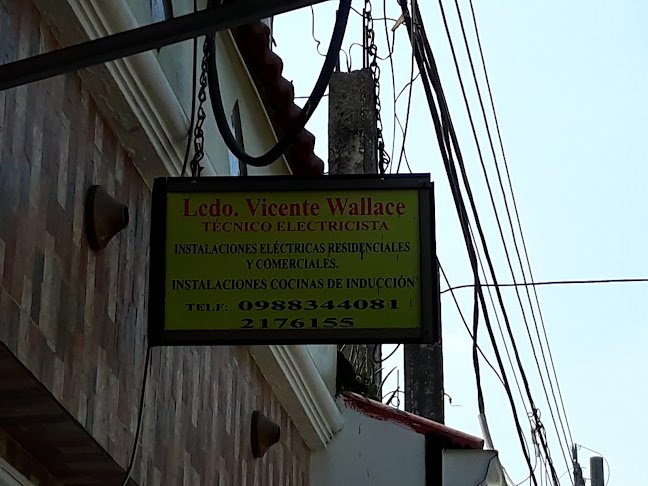 Lcdo. Vicente Wallace
TÉCNICO ELECTRICISTA
INSTALACIONES ELÉCTRICAS RESIDENCIALES
Y COMERCIALES.
INSTALACIONES COCINAS DE INDUCCIÓN
TELF: 0988344081
2176155